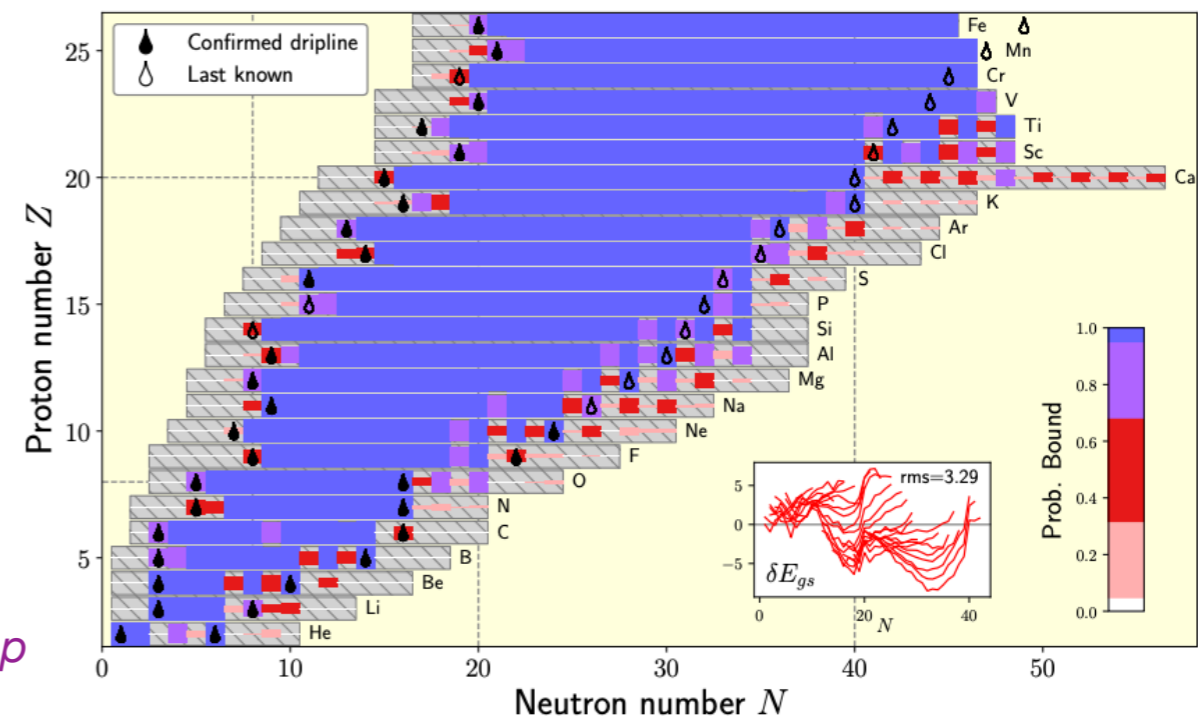 Confirmed dripline
Last known
Fe
Mn
Cr
V
Ti
Sc
Ca
K
Ar
Cl
S
P
Si
Al
Mg
Na
Ne
F
O
N
C
B
Be
Li
He
25
20
15
10
5
Proton number Z
p
0
10
20
30
40
50
Neutron number N
rms=3.29
5
0
−5
δE_gs
0
20
40
N
1.0
0.8
0.6
0.4
0.2
0.0
Prob. Bound